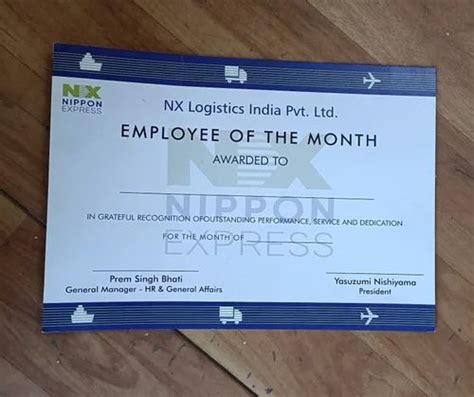 NX
NIPPON
EXPRESS
NX Logistics India Pvt. Ltd.
EMPLOYEE OF THE MONTH
AWARDED TO
NX
NIPPON
EXPRESS
IN GRATEFUL RECOGNITION OFOUTSTANDING PERFORMANCE, SERVICE AND DEDICATION
FOR THE MONTH OF
Prem Singh Bhati
General Manager - HR & General Affairs
Yasuzumi Nishiyama
President